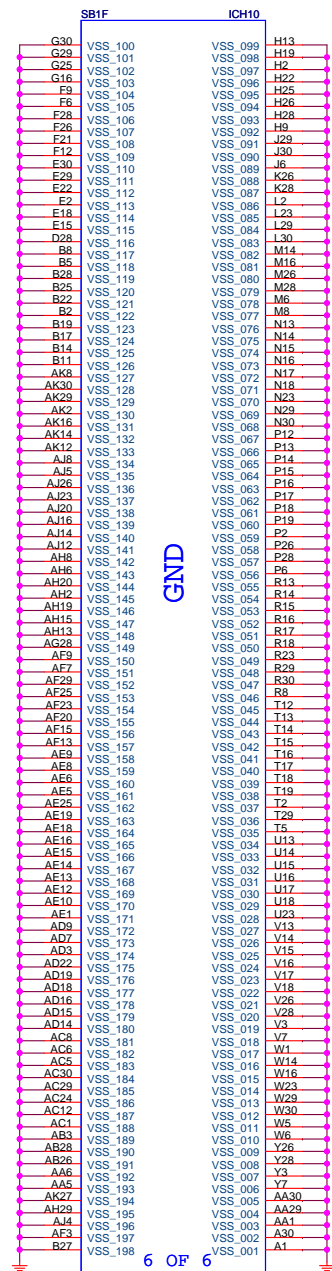 SB1F ICH10
G30 VSS_100 VSS_099 H13
G29 VSS_101 VSS_098 H19
G25 VSS_102 VSS_097 H2
G16 VSS_103 VSS_096 H22
F9 VSS_104 VSS_095 H25
F6 VSS_105 VSS_094 H26
F28 VSS_106 VSS_093 H28
F26 VSS_107 VSS_092 H9
F21 VSS_108 VSS_091 J29
F12 VSS_109 VSS_090 J30
E30 VSS_110 VSS_089 J6
E29 VSS_111 VSS_088 K26
E22 VSS_112 VSS_087 K28
E2 VSS_113 VSS_086 L2
E18 VSS_114 VSS_085 L23
E15 VSS_115 VSS_084 L29
D28 VSS_116 VSS_083 L30
B8 VSS_117 VSS_082 M14
B5 VSS_118 VSS_081 M16
B28 VSS_119 VSS_080 M26
B25 VSS_120 VSS_079 M28
B22 VSS_121 VSS_078 M6
B2 VSS_122 VSS_077 M8
B19 VSS_123 VSS_076 N13
B17 VSS_124 VSS_075 N14
B14 VSS_125 VSS_074 N15
B11 VSS_126 VSS_073 N16
AK8 VSS_127 VSS_072 N17
AK30 VSS_128 VSS_071 N18
AK29 VSS_129 VSS_070 N23
AK2 VSS_130 VSS_069 N29
AK16 VSS_131 VSS_068 N30
AK14 VSS_132 VSS_067 P12
AK12 VSS_133 VSS_066 P13
AJ8 VSS_134 VSS_065 P14
AJ5 VSS_135 VSS_064 P15
AJ26 VSS_136 VSS_063 P16
AJ23 VSS_137 VSS_062 P17
AJ20 VSS_138 VSS_061 P18
AJ16 VSS_139 VSS_060 P19
AJ14 VSS_140 VSS_059 P2
AJ12 VSS_141 VSS_058 P26
AH8 VSS_142 VSS_057 P28
AH6 VSS_143 VSS_056 P6
AH20 VSS_144 VSS_055 R13
AH2 VSS_145 VSS_054 R14
AH19 VSS_146 VSS_053 R15
AH15 VSS_147 VSS_052 R16
AH13 VSS_148 VSS_051 R17
AG28 VSS_149 VSS_050 R18
AF9 VSS_150 VSS_049 R23
AF7 VSS_151 VSS_048 R29
AF29 VSS_152 VSS_047 R30
AF25 VSS_153 VSS_046 R8
AF23 VSS_154 VSS_045 T12
AF20 VSS_155 VSS_044 T13
AF15 VSS_156 VSS_043 T14
AF13 VSS_157 VSS_042 T15
AE9 VSS_158 VSS_041 T16
AE8 VSS_159 VSS_040 T17
AE6 VSS_160 VSS_039 T18
AE5 VSS_161 VSS_038 T19
AE25 VSS_162 VSS_037 T2
AE19 VSS_163 VSS_036 T29
AE18 VSS_164 VSS_035 T5
AE16 VSS_165 VSS_034 U13
AE15 VSS_166 VSS_033 U14
AE14 VSS_167 VSS_032 U15
AE13 VSS_168 VSS_031 U16
AE12 VSS_169 VSS_030 U17
AE10 VSS_170 VSS_029 U18
AE1 VSS_171 VSS_028 U23
AD9 VSS_172 VSS_027 V13
AD7 VSS_173 VSS_026 V14
AD3 VSS_174 VSS_025 V15
AD22 VSS_175 VSS_024 V16
AD19 VSS_176 VSS_023 V17
AD18 VSS_177 VSS_022 V18
AD16 VSS_178 VSS_021 V26
AD15 VSS_179 VSS_020 V28
AD14 VSS_180 VSS_019 V3
AC8 VSS_181 VSS_018 V7
AC6 VSS_182 VSS_017 W1
AC5 VSS_183 VSS_016 W14
AC30 VSS_184 VSS_015 W16
AC29 VSS_185 VSS_014 W23
AC24 VSS_186 VSS_013 W29
AC12 VSS_187 VSS_012 W30
AC1 VSS_188 VSS_011 W5
AB3 VSS_189 VSS_010 W6
AB28 VSS_190 VSS_009 Y26
AB26 VSS_191 VSS_008 Y28
AA6 VSS_192 VSS_007 Y3
AA5 VSS_193 VSS_006 Y7
AK27 VSS_194 VSS_005 AA30
AH29 VSS_195 VSS_004 AA29
AJ4 VSS_196 VSS_003 AA1
AF3 VSS_197 VSS_002 A30
B27 VSS_198 VSS_001 A1
GND
6 OF 6